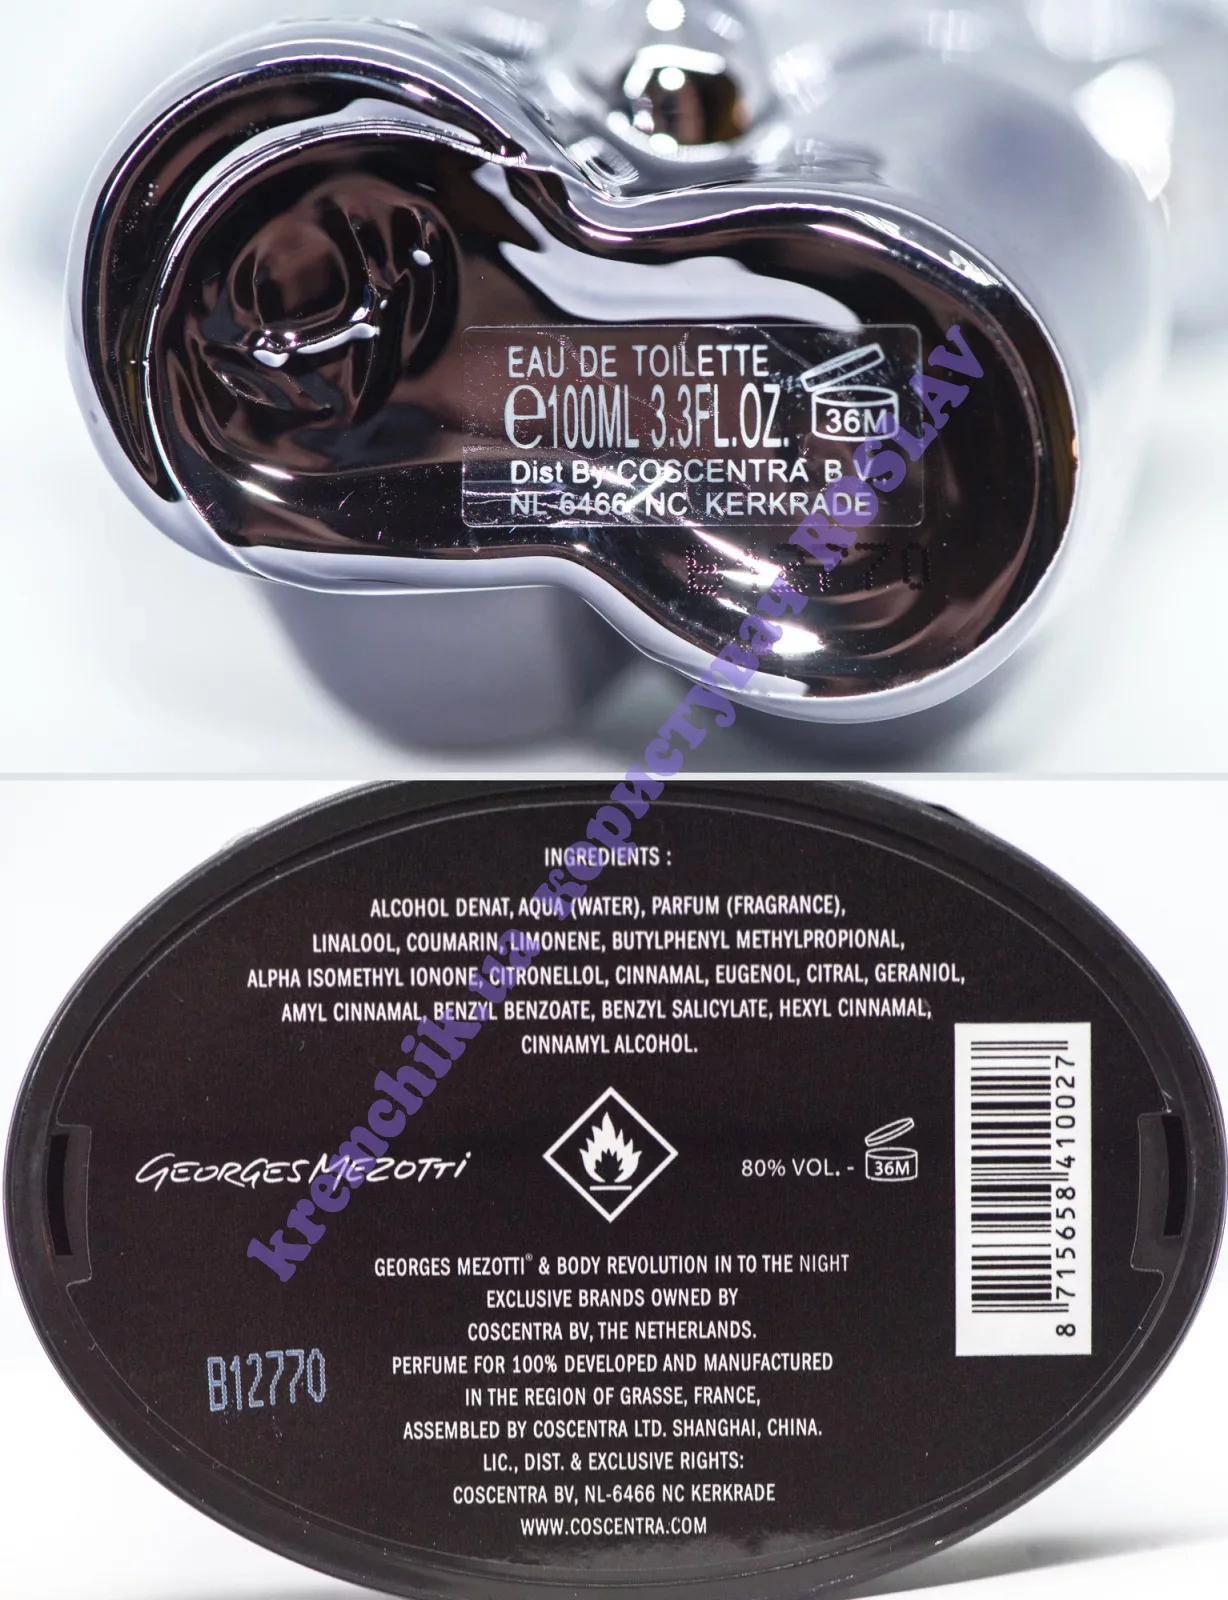 EAU DE TOILETTE
e100ML 3.3FL.OZ.
36M
Dist By:COSCENTRA B V
NL-6466 NC KERKRADE
B12770
krenchik.ua користувач ROSLAV
INGREDIENTS :
ALCOHOL DENAT, AQUA (WATER), PARFUM (FRAGRANCE),
LINALOOL, COUMARIN, LIMONENE, BUTYLPHENYL METHYLPROPIONAL,
ALPHA ISOMETHYL IONONE, CITRONELLOL, CINNAMAL, EUGENOL, CITRAL, GERANIOL,
AMYL CINNAMAL, BENZYL BENZOATE, BENZYL SALICYLATE, HEXYL CINNAMAL,
CINNAMYL ALCOHOL.
GEORGES MEZOTTI
80% VOL. - 36M
8 715658 410027
GEORGES MEZOTTI® & BODY REVOLUTION IN TO THE NIGHT
EXCLUSIVE BRANDS OWNED BY
COSCENTRA BV, THE NETHERLANDS.
PERFUME FOR 100% DEVELOPED AND MANUFACTURED
IN THE REGION OF GRASSE, FRANCE,
ASSEMBLED BY COSCENTRA LTD. SHANGHAI, CHINA.
LIC., DIST. & EXCLUSIVE RIGHTS:
COSCENTRA BV, NL-6466 NC KERKRADE
WWW.COSCENTRA.COM
B12770